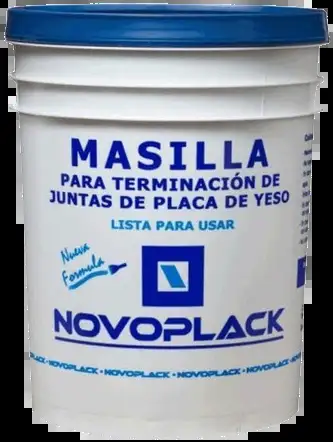 MASILLA
PARA TERMINACIÓN DE
JUNTAS DE PLACA DE YESO
LISTA PARA USAR
Nueva
Formula
NOVOPLACK
NOVOPLACK • NOVOPLACK • NOVOPLACK • NOVOPLACK